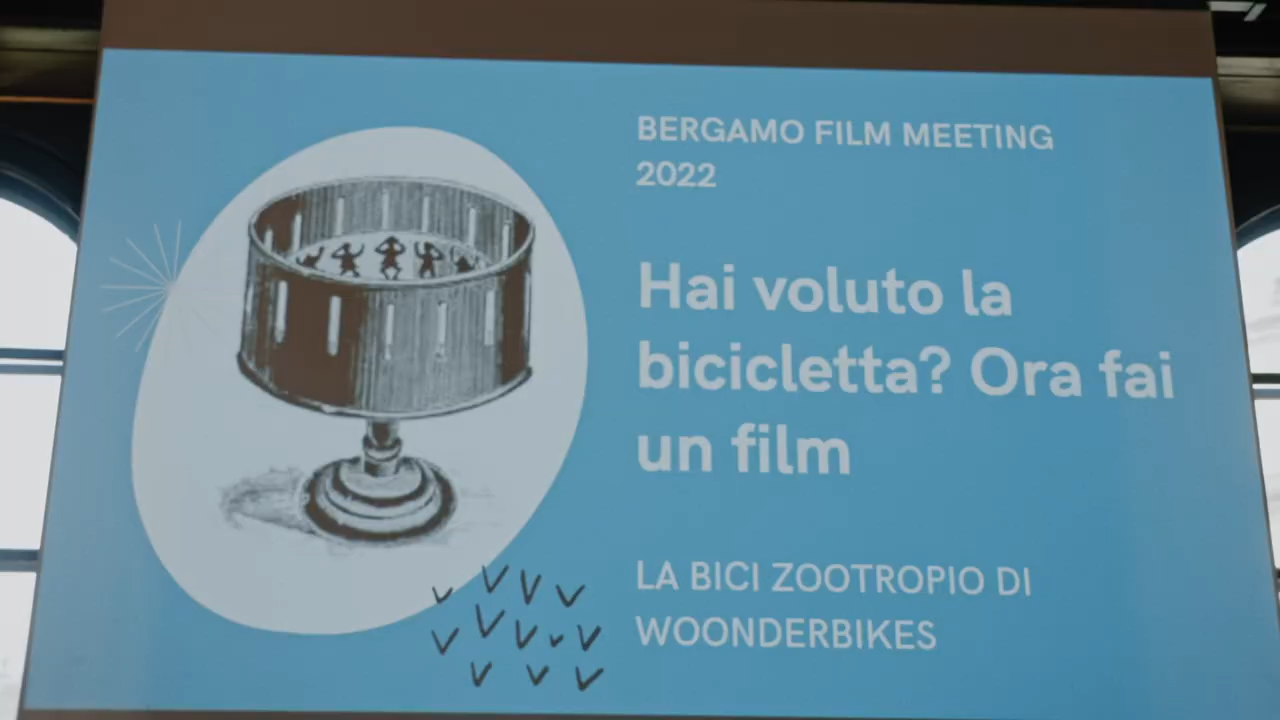 BERGAMO FILM MEETING
2022
Hai voluto la
bicicletta? Ora fai
un film
LA BICI ZOOTROPIO DI
WOONDERBIKES